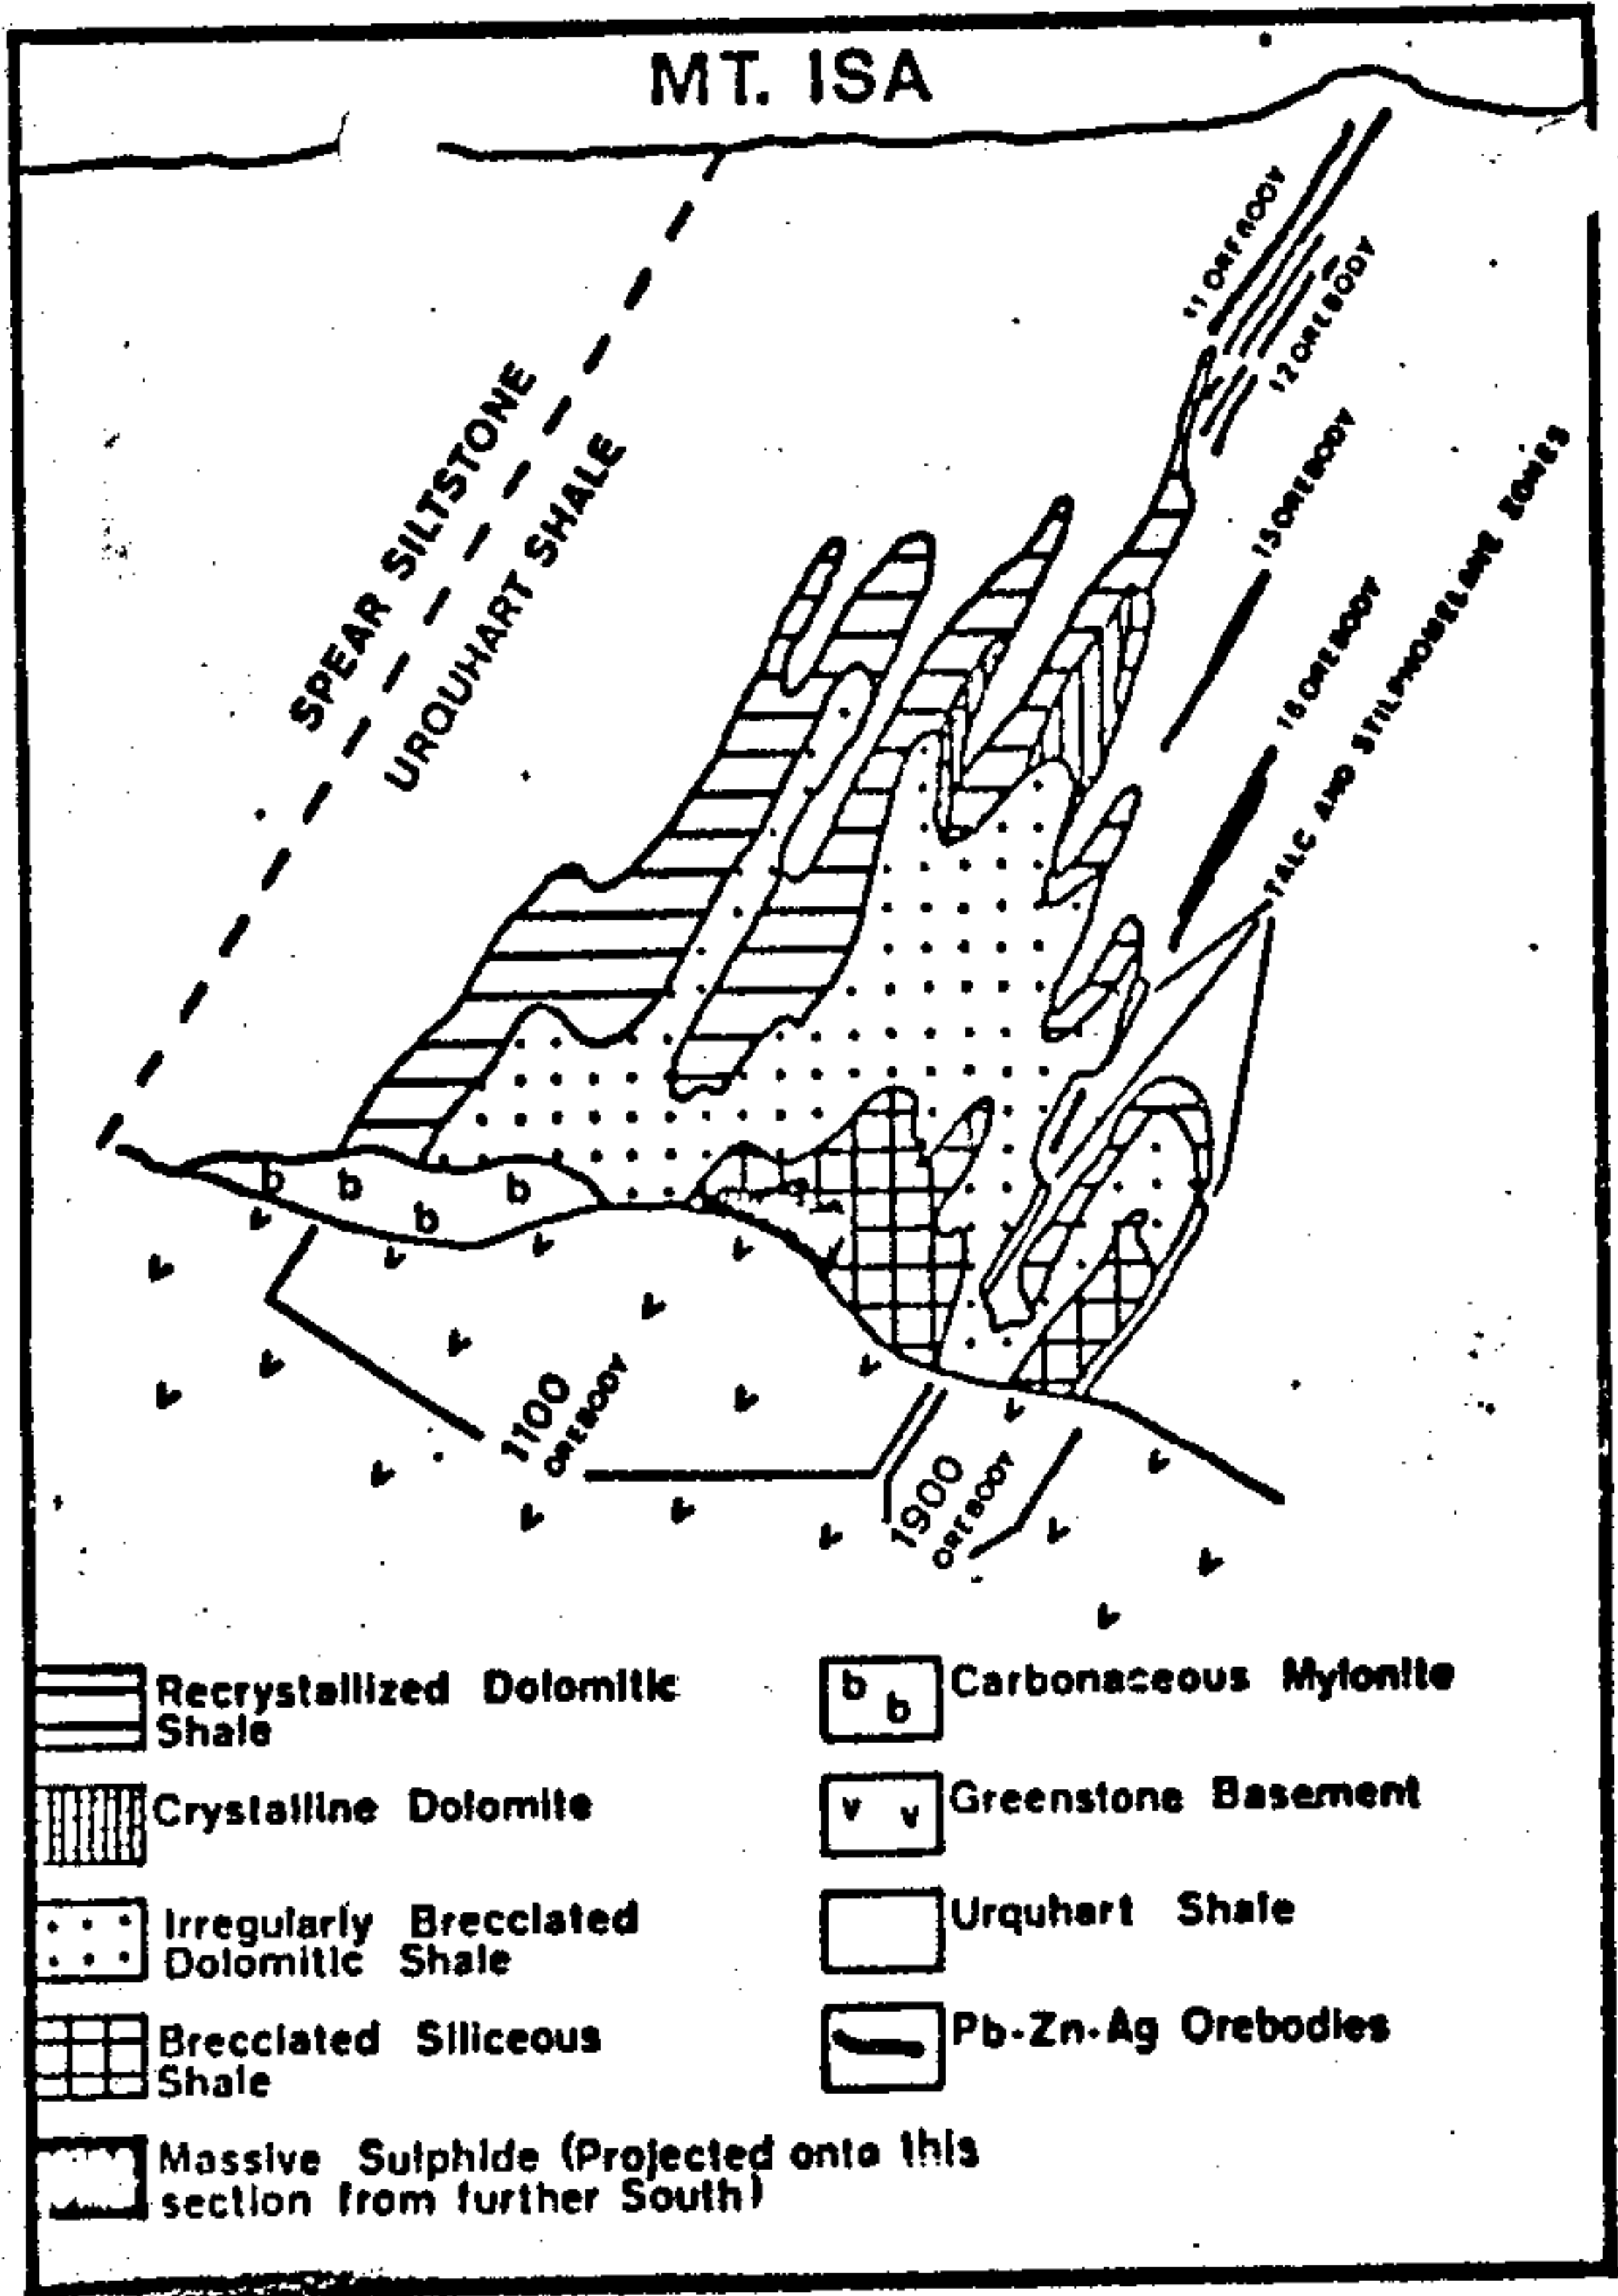 MT. ISA
11 OREBODY
12 OREBODY
SPEAR SILTSTONE
URQUHART SHALE
15 OREBODY
16 OREBODY
TALC AND STILPNOMELANE ZONES
b b b b
1100
OREBODY
1900
OREBODY
Recrystallized Dolomitic
Shale
Crystalline Dolomite
Irregularly Brecciated
Dolomitic Shale
Brecciated Siliceous
Shale
Massive Sulphide (Projected onto this
section from further South)
b b
Carbonaceous Mylonite
v v
Greenstone Basement
Urquhart Shale
Pb-Zn-Ag Orebodies